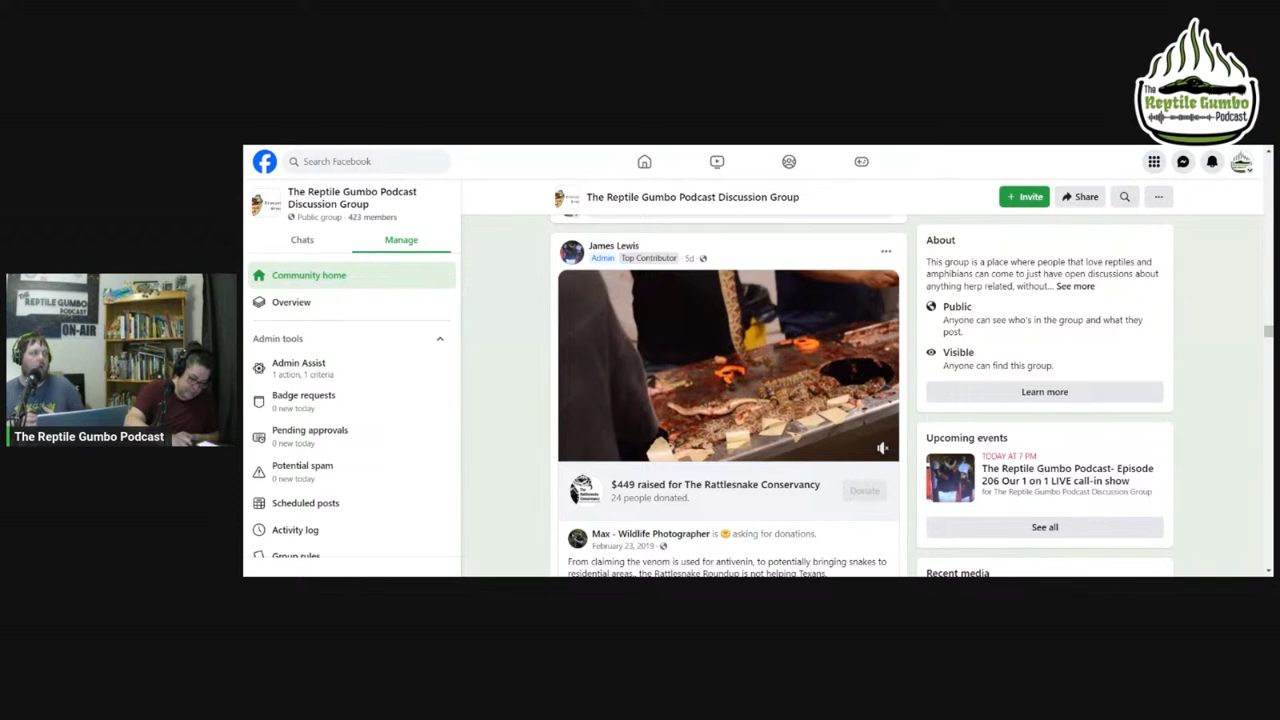 The
Reptile Gumbo
Podcast
Search Facebook
The Reptile Gumbo Podcast
Discussion Group
Public group · 423 members
Chats
Manage
Community home
Overview
Admin tools
Admin Assist
1 action, 1 criteria
Badge requests
0 new today
Pending approvals
0 new today
Potential spam
0 new today
Scheduled posts
Activity log
Group rules
The Reptile Gumbo Podcast Discussion Group
+ Invite
Share
James Lewis
Admin Top Contributor · 5d ·
$449 raised for The Rattlesnake Conservancy
24 people donated.
Donate
Max - Wildlife Photographer is asking for donations.
February 23, 2019 ·
From claiming the venom is used for antivenin, to potentially bringing snakes to
residential areas.. the Rattlesnake Roundup is not helping Texans.
About
This group is a place where people that love reptiles and
amphibians can come to just have open discussions about
anything herp related, without... See more
Public
Anyone can see who's in the group and what they
post.
Visible
Anyone can find this group.
Learn more
Upcoming events
TODAY AT 7 PM
The Reptile Gumbo Podcast- Episode
206 Our 1 on 1 LIVE call-in show
for The Reptile Gumbo Podcast Discussion Group
See all
Recent media
THE REPTILE GUMBO
PODCAST
ON-AIR
The Reptile Gumbo Podcast